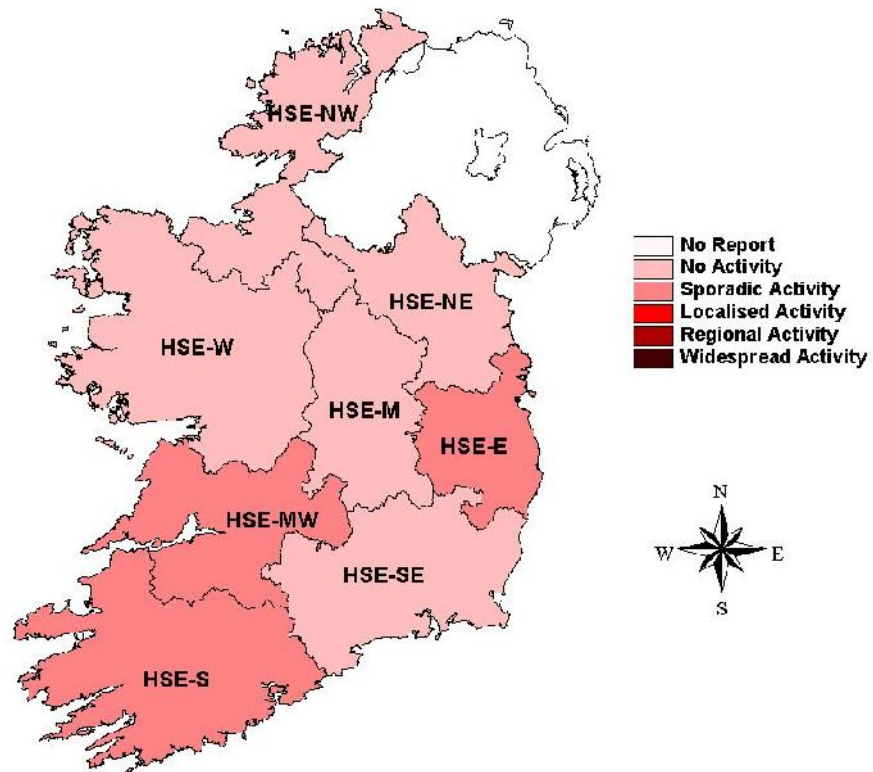 HSE-NW
No Report
No Activity
HSE-NE
Sporadic Activity
Localised Activity
HSE-W
Regional Activity
Widespread Activity
HSE-M
HSE-E
N
HSE-MW
W E
HSE-SE
S
HSE-S